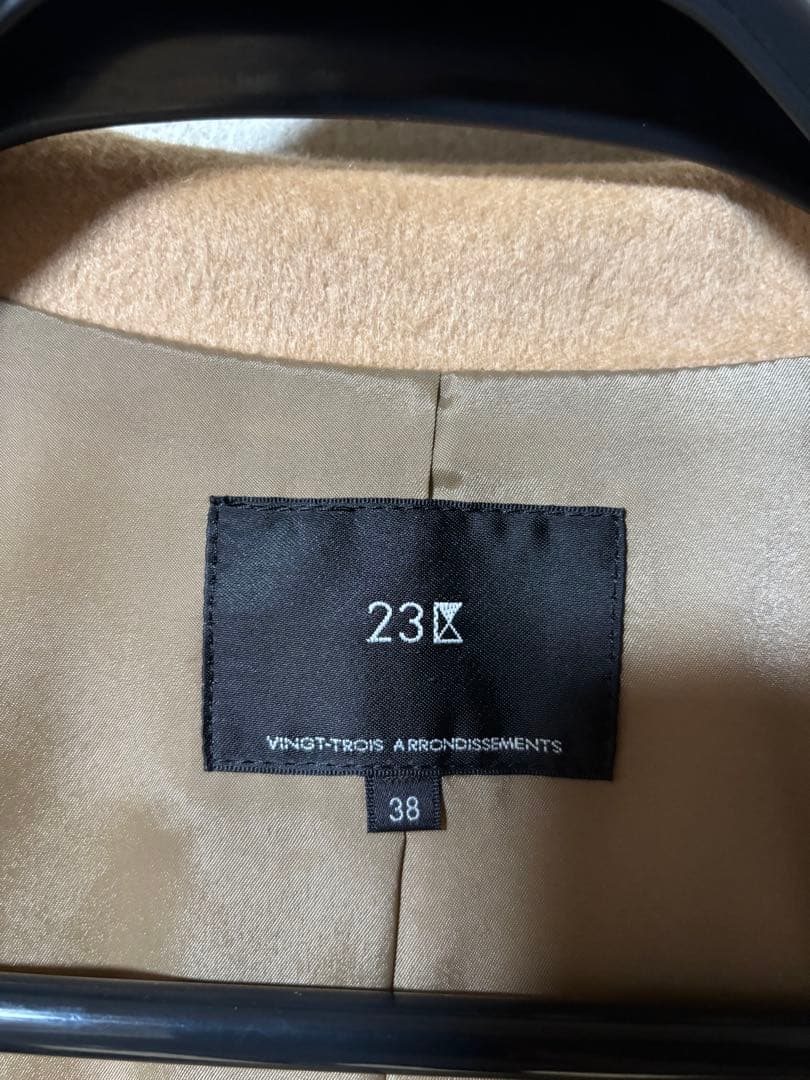 23区
VINGT-TROIS ARRONDISSEMENTS
38